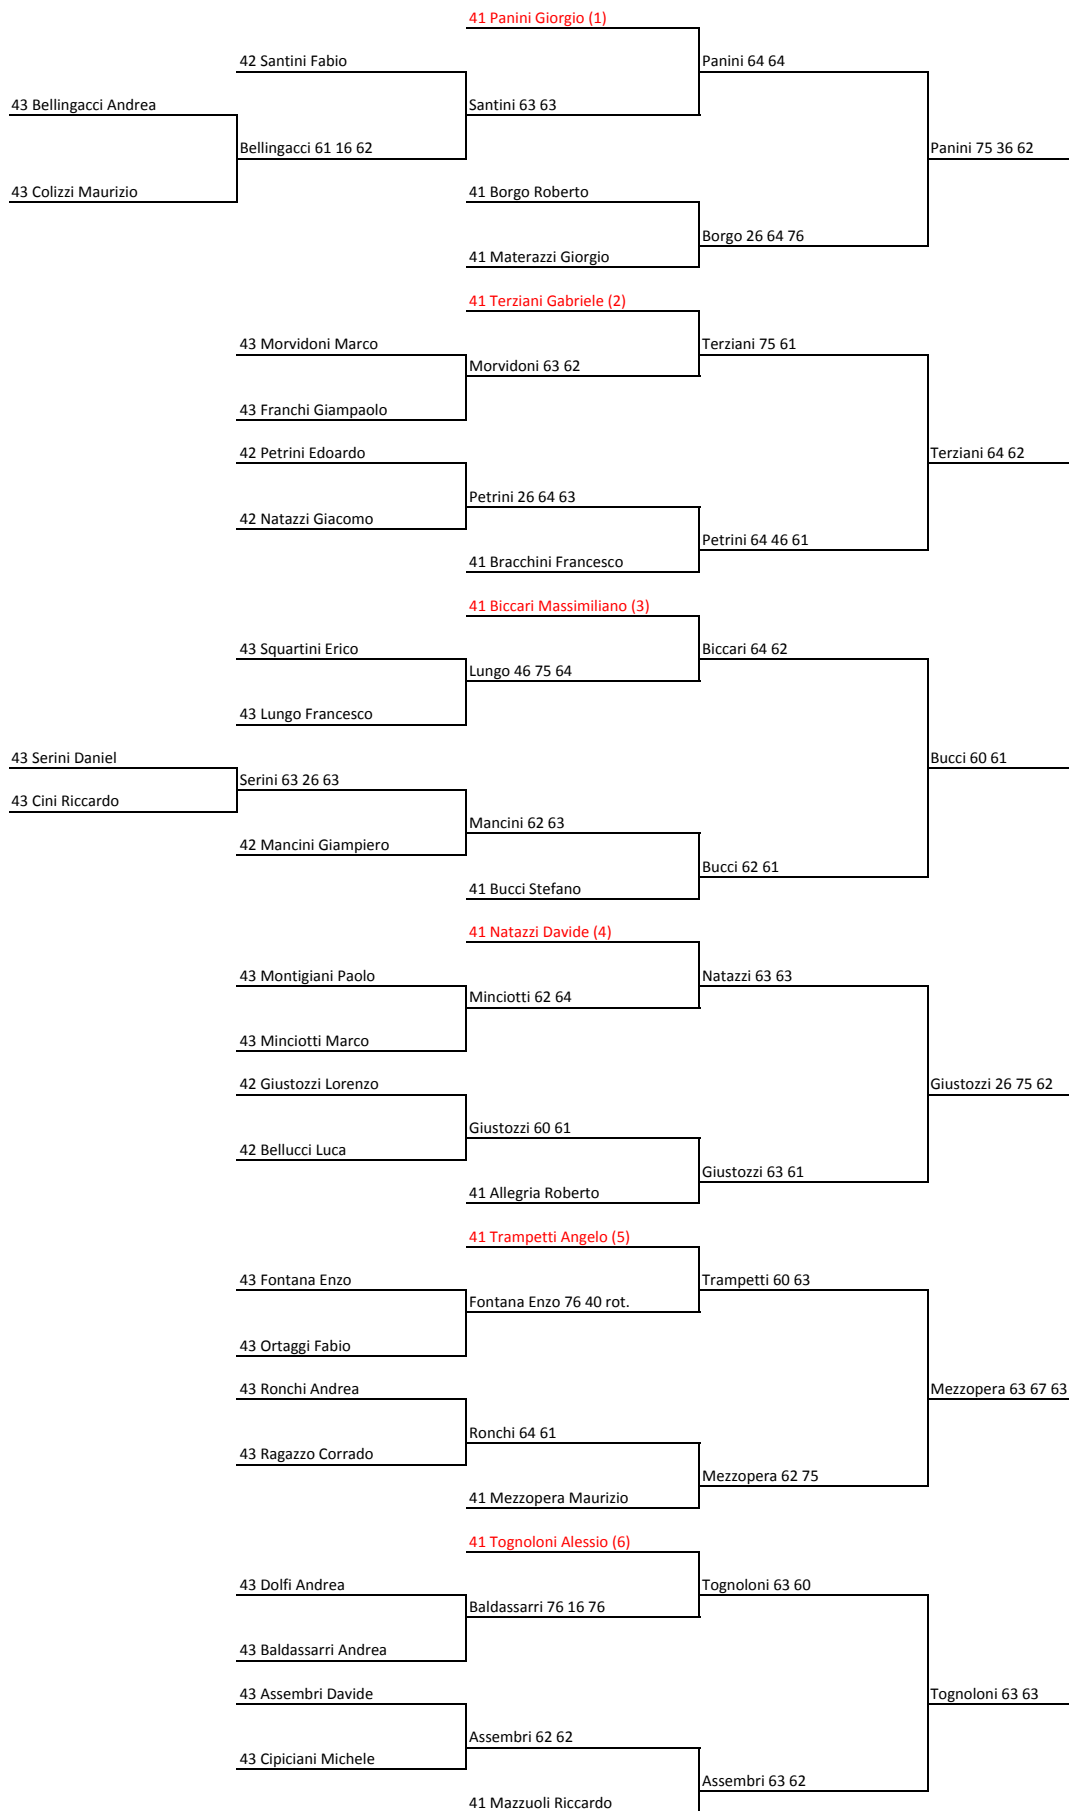 41 Panini Giorgio (1)
42 Santini Fabio
Panini 64 64
43 Bellingacci Andrea
Santini 63 63
Bellingacci 61 16 62
Panini 75 36 62
43 Colizzi Maurizio
41 Borgo Roberto
Borgo 26 64 76
41 Materazzi Giorgio
41 Terziani Gabriele (2)
43 Morvidoni Marco
Terziani 75 61
Morvidoni 63 62
43 Franchi Giampaolo
42 Petrini Edoardo
Terziani 64 62
Petrini 26 64 63
42 Natazzi Giacomo
Petrini 64 46 61
41 Bracchini Francesco
41 Biccari Massimiliano (3)
43 Squartini Erico
Biccari 64 62
Lungo 46 75 64
43 Lungo Francesco
43 Serini Daniel
Bucci 60 61
Serini 63 26 63
43 Cini Riccardo
Mancini 62 63
42 Mancini Giampiero
Bucci 62 61
41 Bucci Stefano
41 Natazzi Davide (4)
43 Montigiani Paolo
Natazzi 63 63
Minciotti 62 64
43 Minciotti Marco
42 Giustozzi Lorenzo
Giustozzi 26 75 62
Giustozzi 60 61
42 Bellucci Luca
Giustozzi 63 61
41 Allegria Roberto
41 Trampetti Angelo (5)
43 Fontana Enzo
Trampetti 60 63
Fontana Enzo 76 40 rot.
43 Ortaggi Fabio
43 Ronchi Andrea
Mezzopera 63 67 63
Ronchi 64 61
43 Ragazzo Corrado
Mezzopera 62 75
41 Mezzopera Maurizio
41 Tognoloni Alessio (6)
43 Dolfi Andrea
Tognoloni 63 60
Baldassarri 76 16 76
43 Baldassarri Andrea
43 Assembri Davide
Tognoloni 63 63
Assembri 62 62
43 Cipiciani Michele
Assembri 63 62
41 Mazzuoli Riccardo